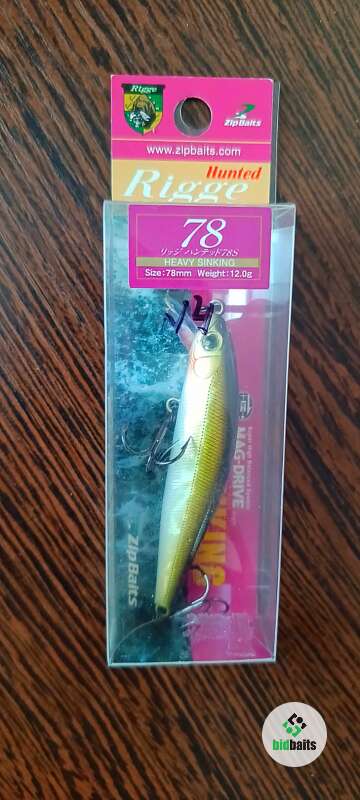 Rigge
ZipBaits
www.zipbaits.com
Hunted
Rigge
78
リッジ ハンテッド78S
HEAVY SINKING
Size:78mm Weight:12.0g
MAG-DRIVE
KING
ZipBaits
bidbaits